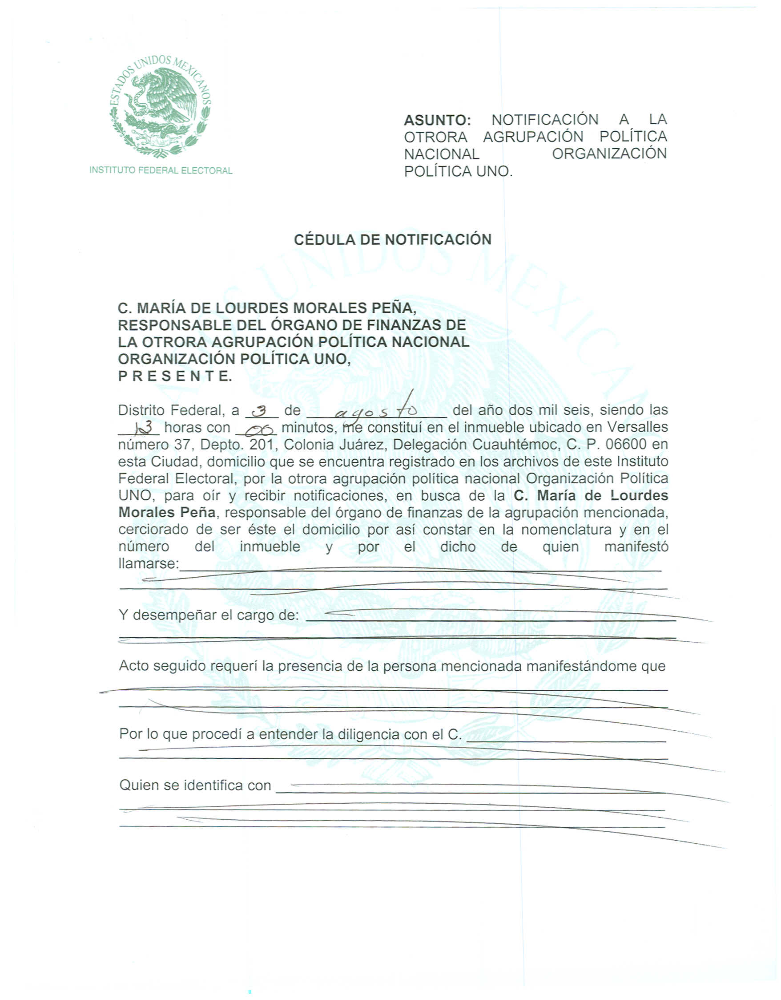 ESTADOS UNIDOS MEXICANOS
INSTITUTO FEDERAL ELECTORAL
ASUNTO: NOTIFICACIÓN A LA
OTRORA AGRUPACIÓN POLÍTICA
NACIONAL ORGANIZACIÓN
POLÍTICA UNO.
CÉDULA DE NOTIFICACIÓN
C. MARÍA DE LOURDES MORALES PEÑA,
RESPONSABLE DEL ÓRGANO DE FINANZAS DE
LA OTRORA AGRUPACIÓN POLÍTICA NACIONAL
ORGANIZACIÓN POLÍTICA UNO,
P R E S E N T E.
Distrito Federal, a 3 de agosto del año dos mil seis, siendo las
13 horas con 00 minutos, me constituí en el inmueble ubicado en Versalles
número 37, Depto. 201, Colonia Juárez, Delegación Cuauhtémoc, C. P. 06600 en
esta Ciudad, domicilio que se encuentra registrado en los archivos de este Instituto
Federal Electoral, por la otrora agrupación política nacional Organización Política
UNO, para oír y recibir notificaciones, en busca de la C. María de Lourdes
Morales Peña, responsable del órgano de finanzas de la agrupación mencionada,
cerciorado de ser éste el domicilio por así constar en la nomenclatura y en el
número del inmueble y por el dicho de quien manifestó
llamarse:
Y desempeñar el cargo de:
Acto seguido requerí la presencia de la persona mencionada manifestándome que
Por lo que procedí a entender la diligencia con el C.
Quien se identifica con